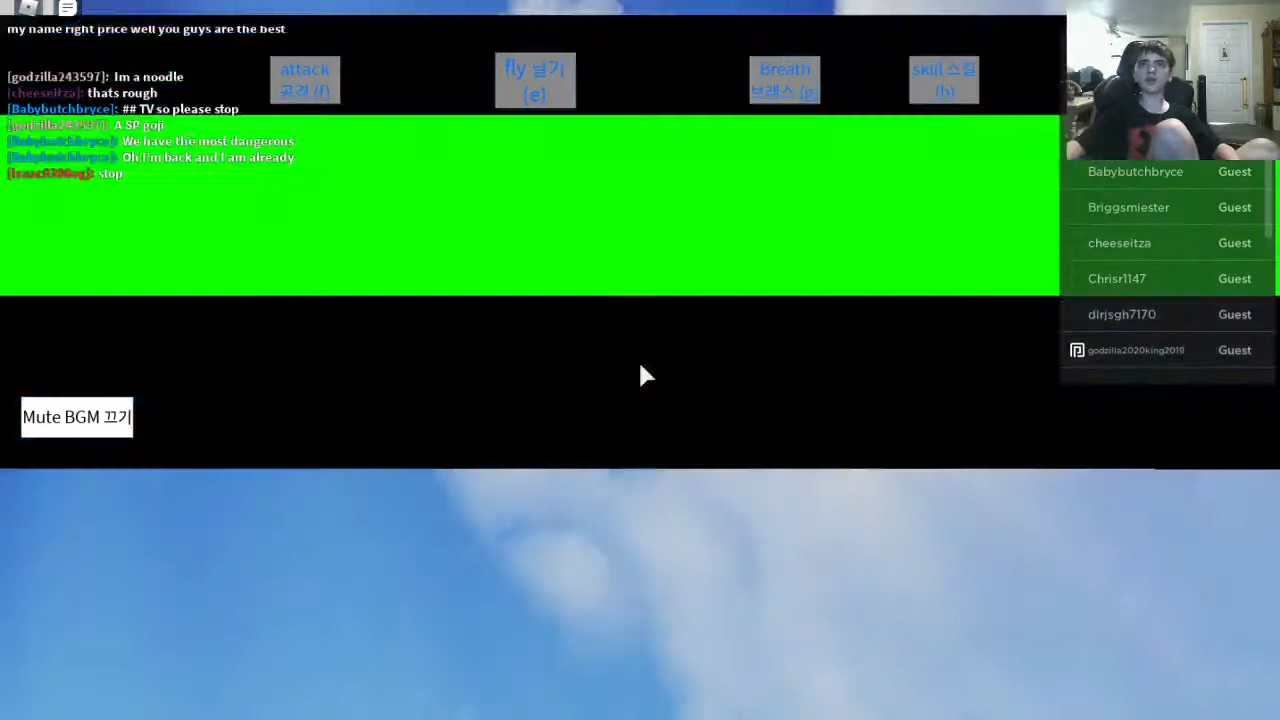 my name right price well you guys are the best
[godzilla243597]: Im a noodle
[cheeseitza]: thats rough
[Babybutchbryce]: ## TV so please stop
[godzilla243597]: A SP goji
[Babybutchbryce]: We have the most dangerous
[Babybutchbryce]: Oh I'm back and I am already
stop
attack
공격 (f)
fly 날기
(e)
Breath
브레스 (g)
skill 스킬
(h)
Babybutchbryce Guest
Briggsmiester Guest
cheeseitza Guest
Chrisr1147 Guest
dlrjsgh7170 Guest
godzilla2020king2019 Guest
Mute BGM 끄기